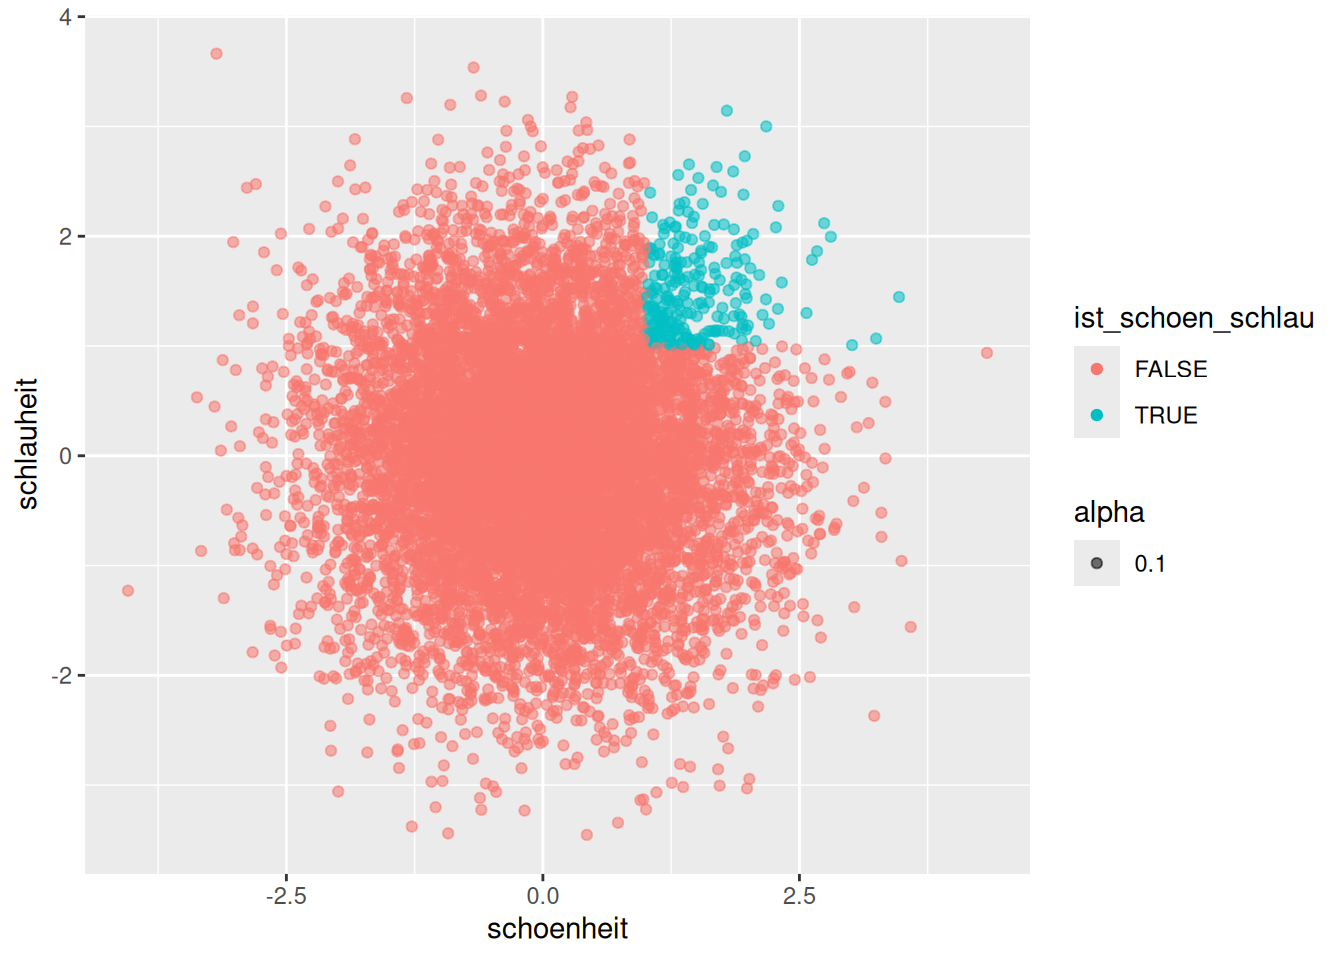 4
2
0
-2
schlauheit
-2.5
0.0
2.5
schoenheit
ist_schoen_schlau
FALSE
TRUE
alpha
0.1